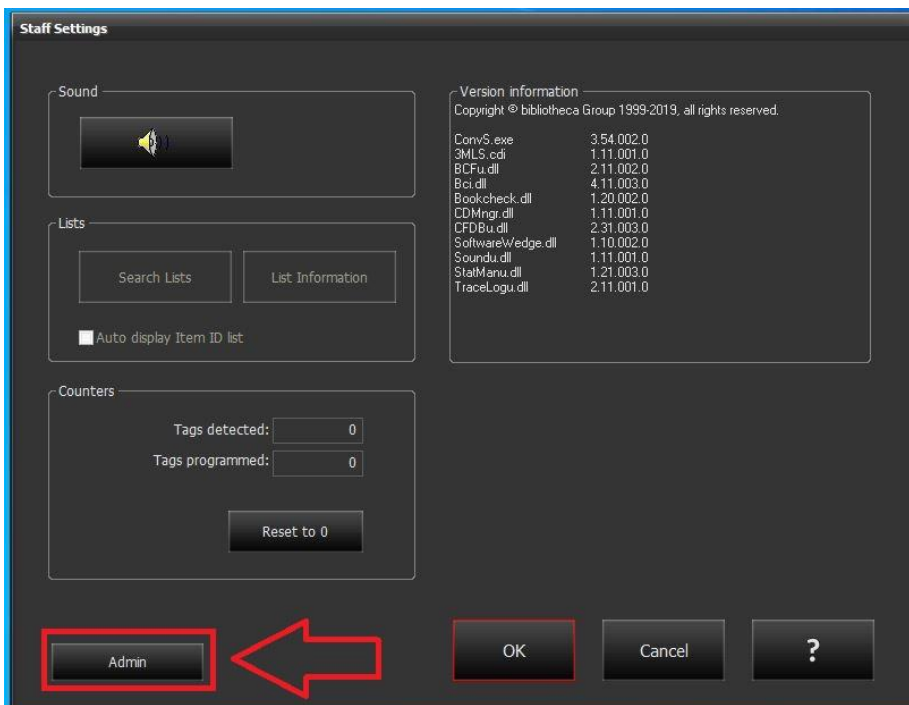 Staff Settings
Sound
Version information
Copyright © bibliotheca Group 1999-2019, all rights reserved.
ConvS.exe 3.54.002.0
3MLS.cdi 1.11.001.0
BCFu.dll 2.11.002.0
Bci.dll 4.11.003.0
Bookcheck.dll 1.20.002.0
CDMngr.dll 1.11.001.0
CFDBu.dll 2.31.003.0
SoftwareWedge.dll 1.10.002.0
Soundu.dll 1.11.001.0
StatManu.dll 1.21.003.0
TraceLogu.dll 2.11.001.0
Lists
Search Lists List Information
Auto display Item ID list
Counters
Tags detected: 0
Tags programmed: 0
Reset to 0
Admin OK Cancel ?